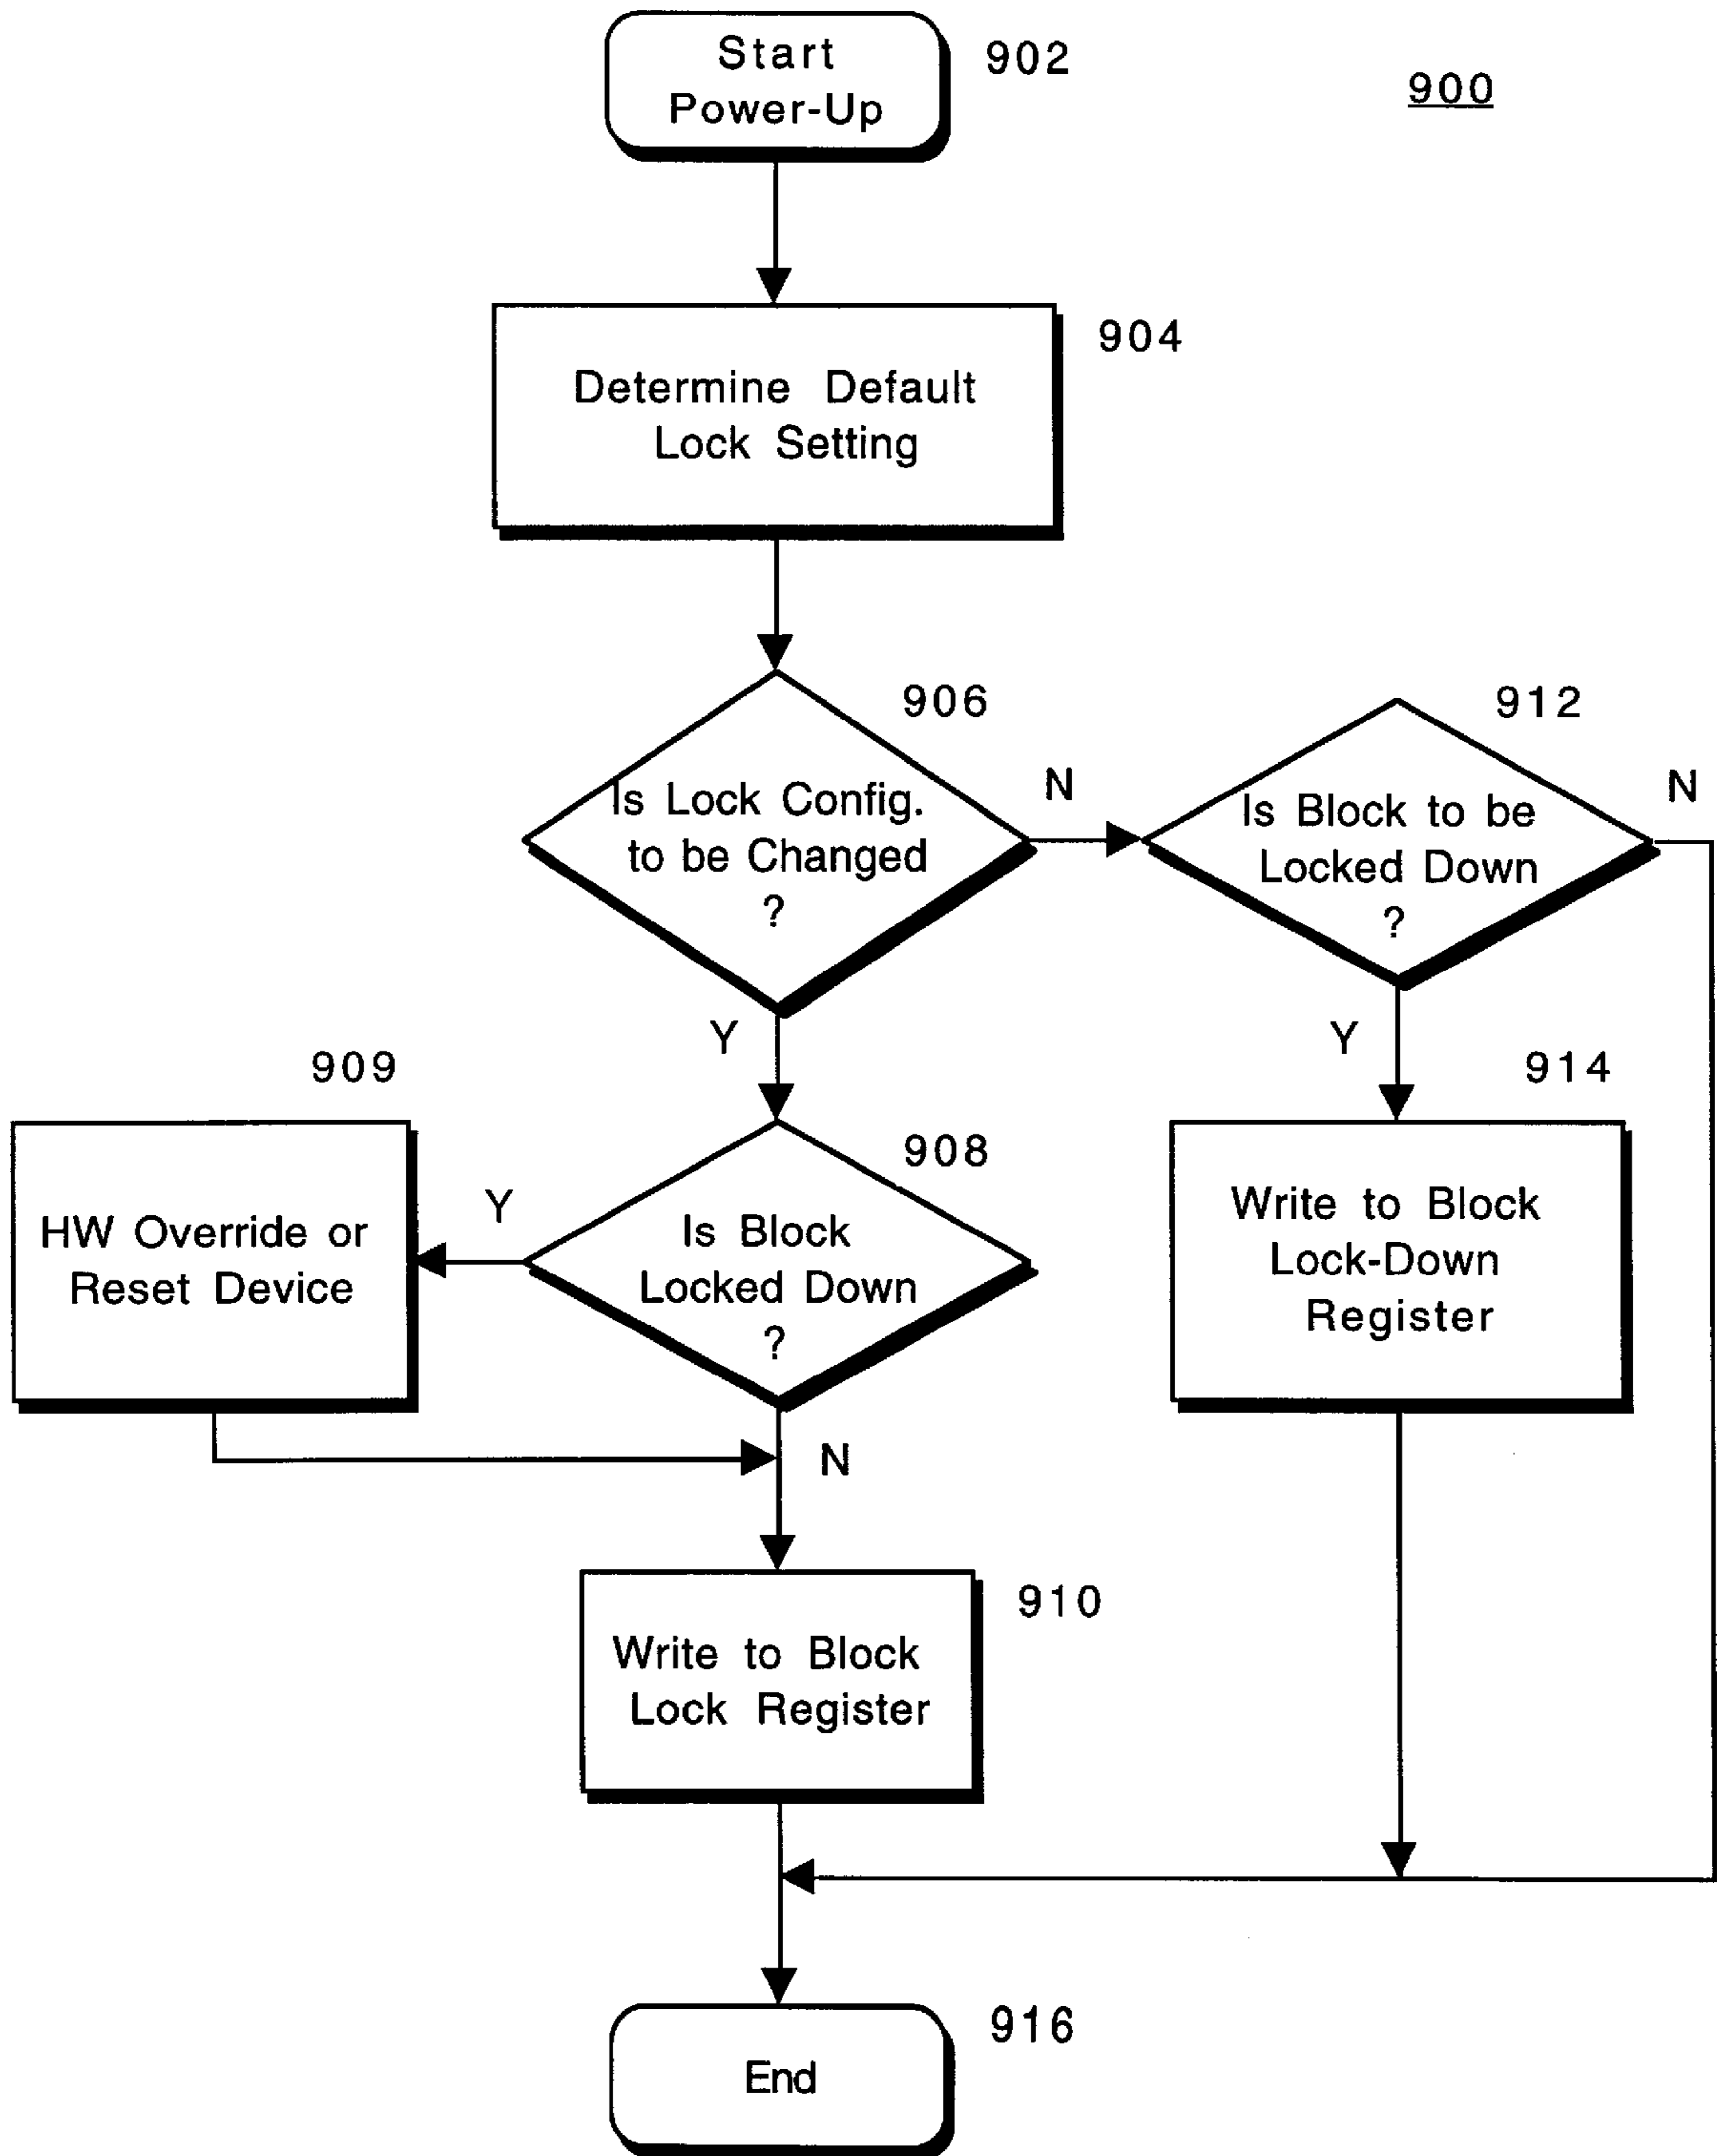 Start
Power-Up
902
900
Determine Default
Lock Setting
904
906
Is Lock Config.
to be Changed
?
N
Y
912
Is Block to be
Locked Down
?
N
Y
909
HW Override or
Reset Device
908
Y
Is Block
Locked Down
?
N
914
Write to Block
Lock-Down
Register
910
Write to Block
Lock Register
916
End